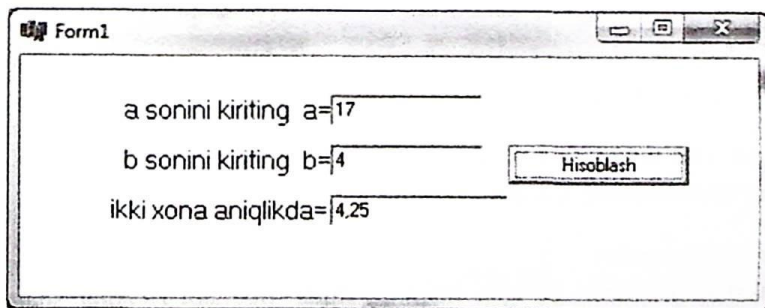 Form1
a sonini kiriting a=17
b sonini kiriting b=4
Hisoblash
ikki xona aniqlikda=4,25